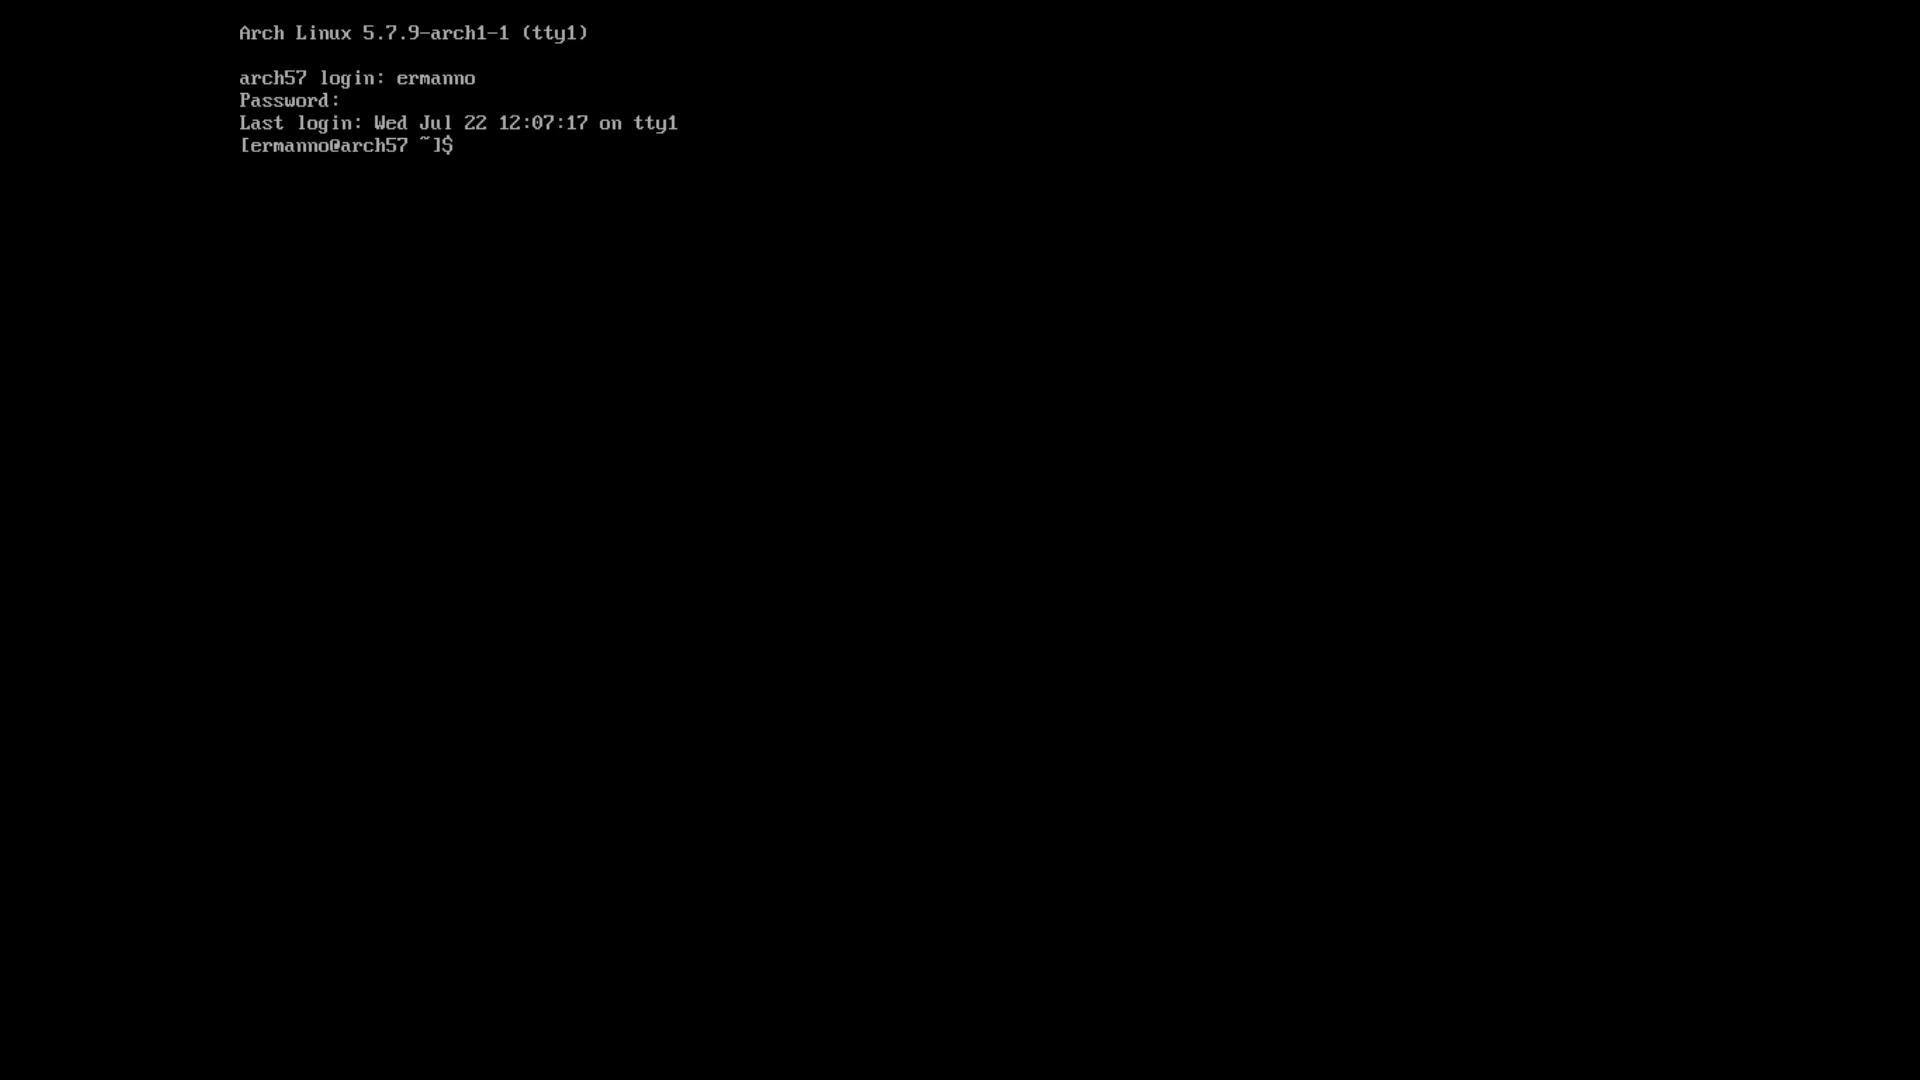 Arch Linux 5.7.9-arch1-1 (tty1)
arch57 login: ermanno
Password:
Last login: Wed Jul 22 12:07:17 on tty1
[ermanno@arch57 ~]$